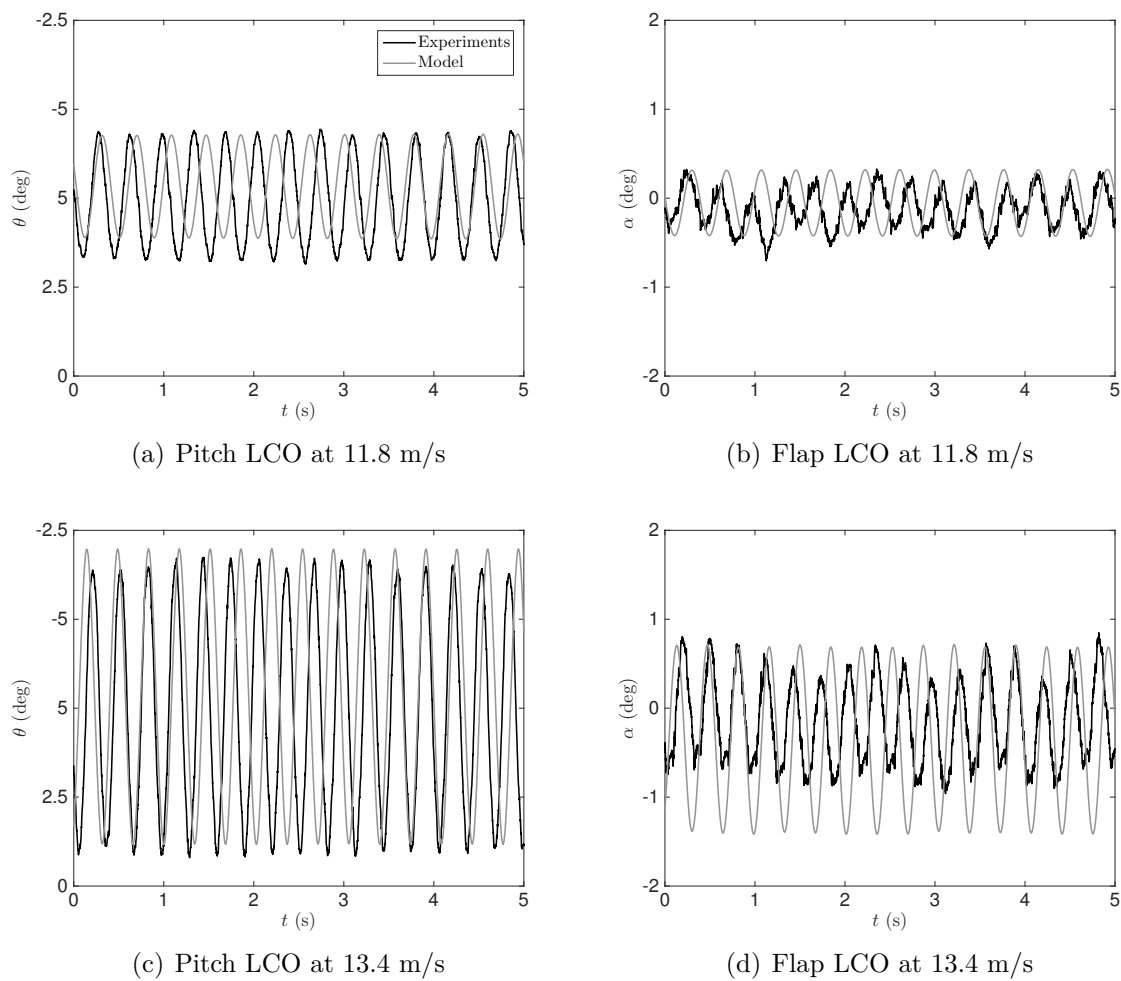 -2.5
-5
5
2.5
0
θ (deg)
0 1 2 3 4 5
t (s)
Experiments
Model
(a) Pitch LCO at 11.8 m/s
2
1
0
-1
-2
α (deg)
0 1 2 3 4 5
t (s)
(b) Flap LCO at 11.8 m/s
-2.5
-5
5
2.5
0
θ (deg)
0 1 2 3 4 5
t (s)
(c) Pitch LCO at 13.4 m/s
2
1
0
-1
-2
α (deg)
0 1 2 3 4 5
t (s)
(d) Flap LCO at 13.4 m/s